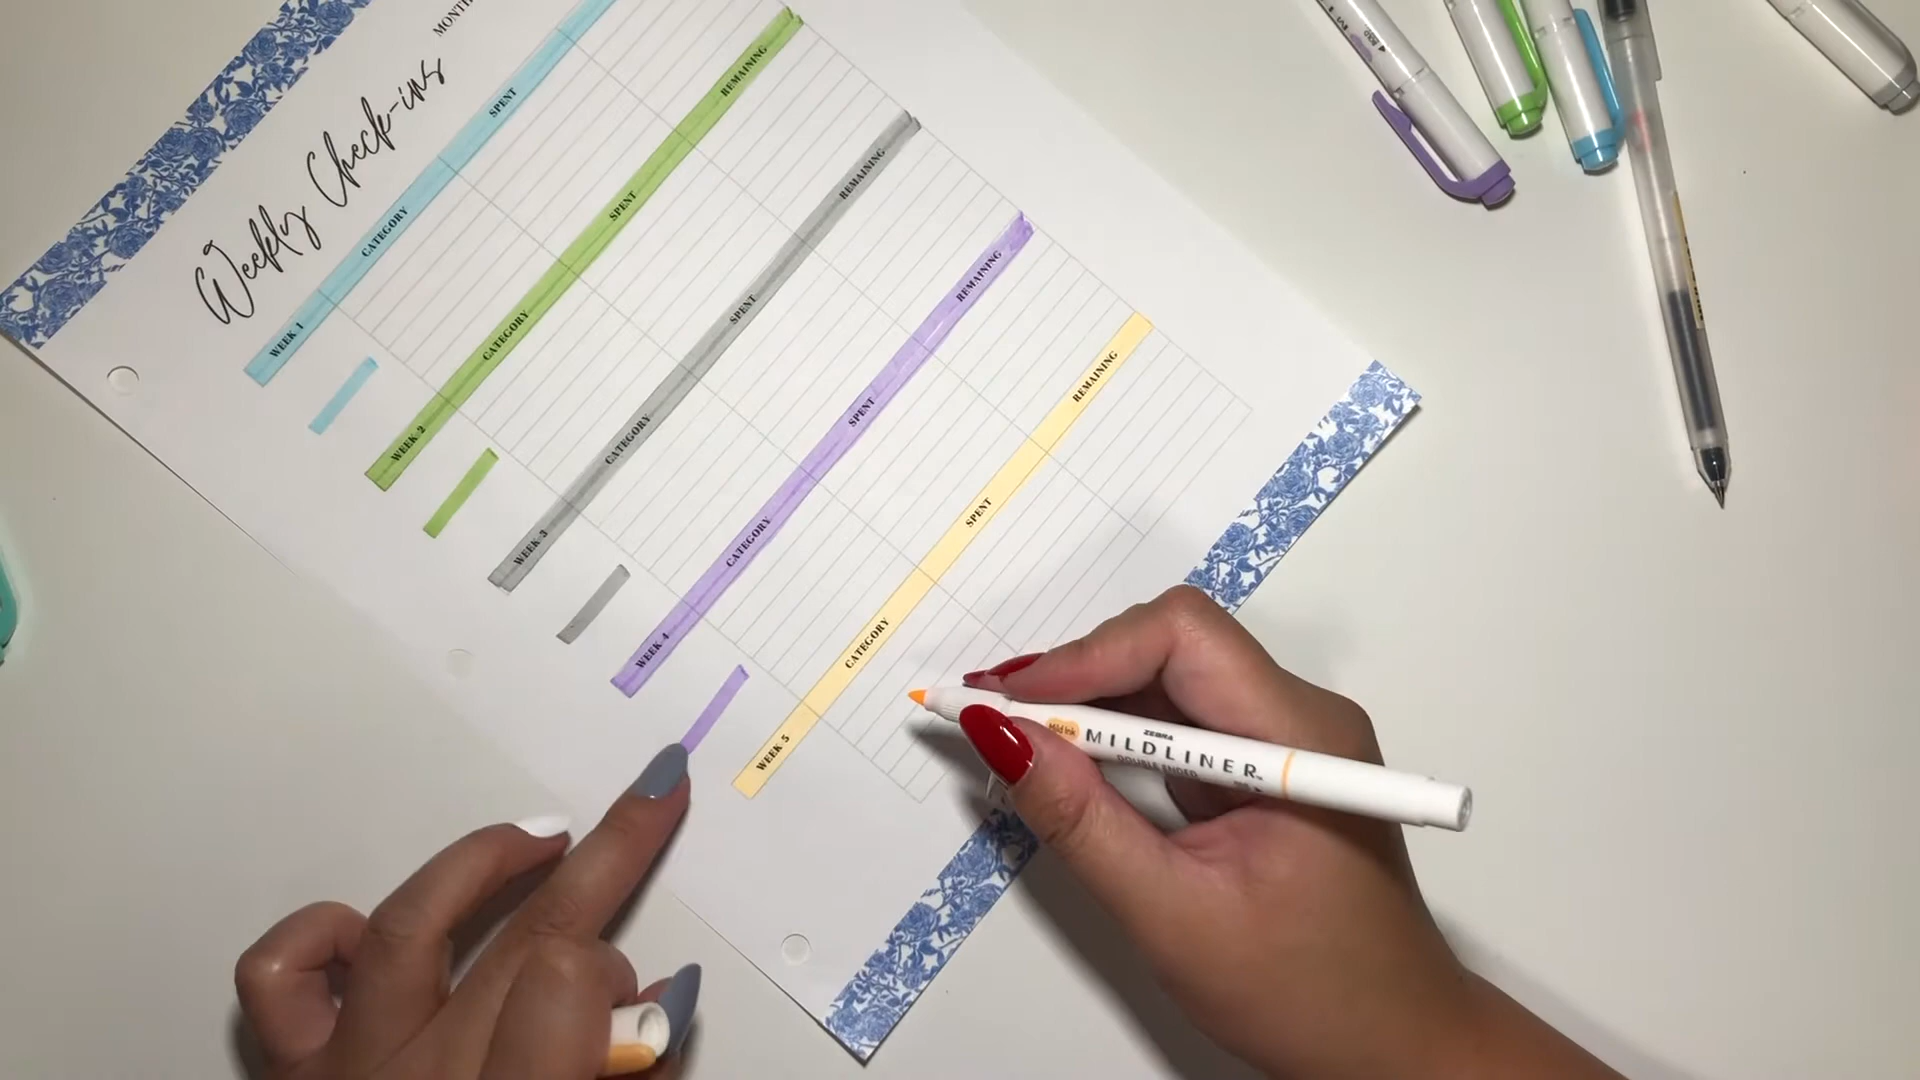 MONTH
Weekly Check-ins
CATEGORY SPENT
WEEK 1
WEEK 2 CATEGORY SPENT REMAINING
WEEK 3 CATEGORY SPENT REMAINING
WEEK 4 CATEGORY SPENT REMAINING
WEEK 5 CATEGORY SPENT REMAINING
Mild Ink
ZEBRA
MILDLINER
DOUBLE ENDED